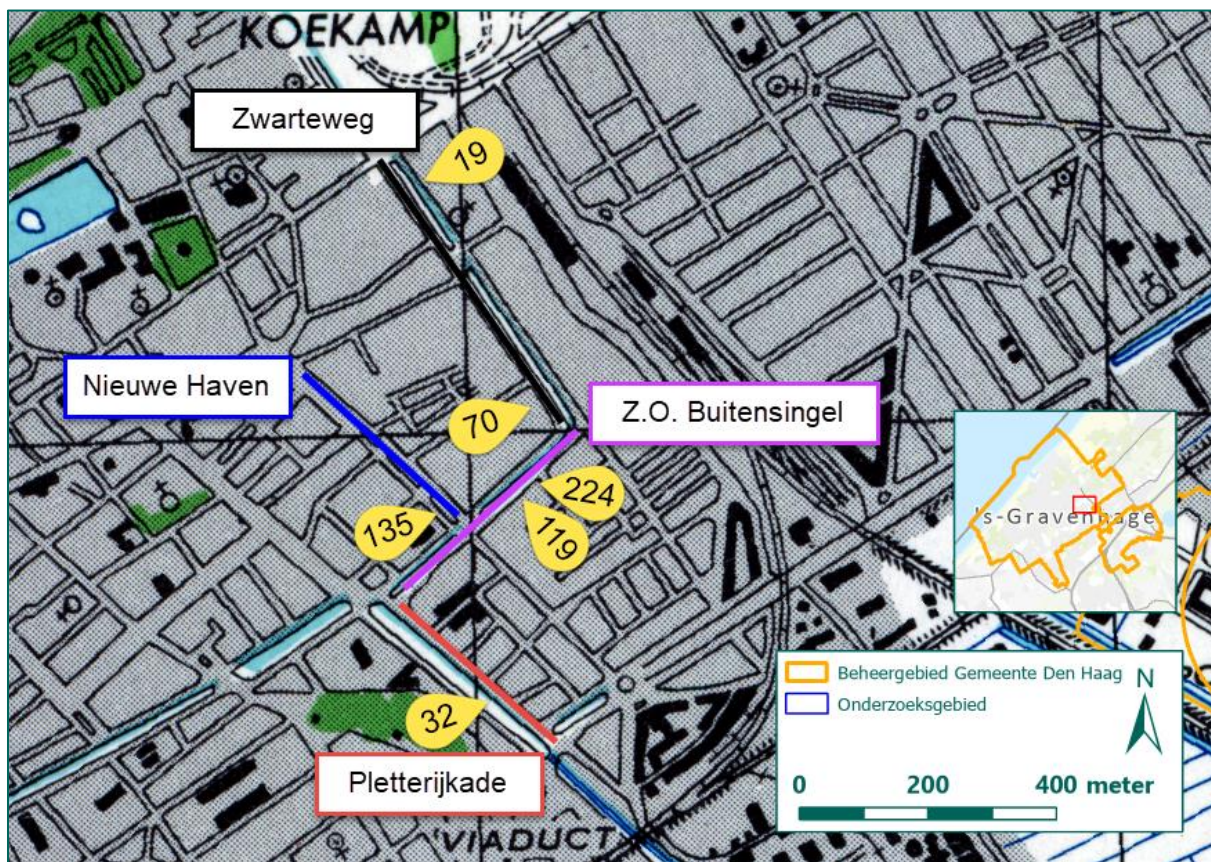 KOEKAMP
Zwarteweg
19
Nieuwe Haven
70
Z.O. Buitensingel
224
135
119
's-Gravenhage
32
Beheergebied Gemeente Den Haag
N
Onderzoeksgebied
Pletterijkade
0 200 400 meter
VIADUCT